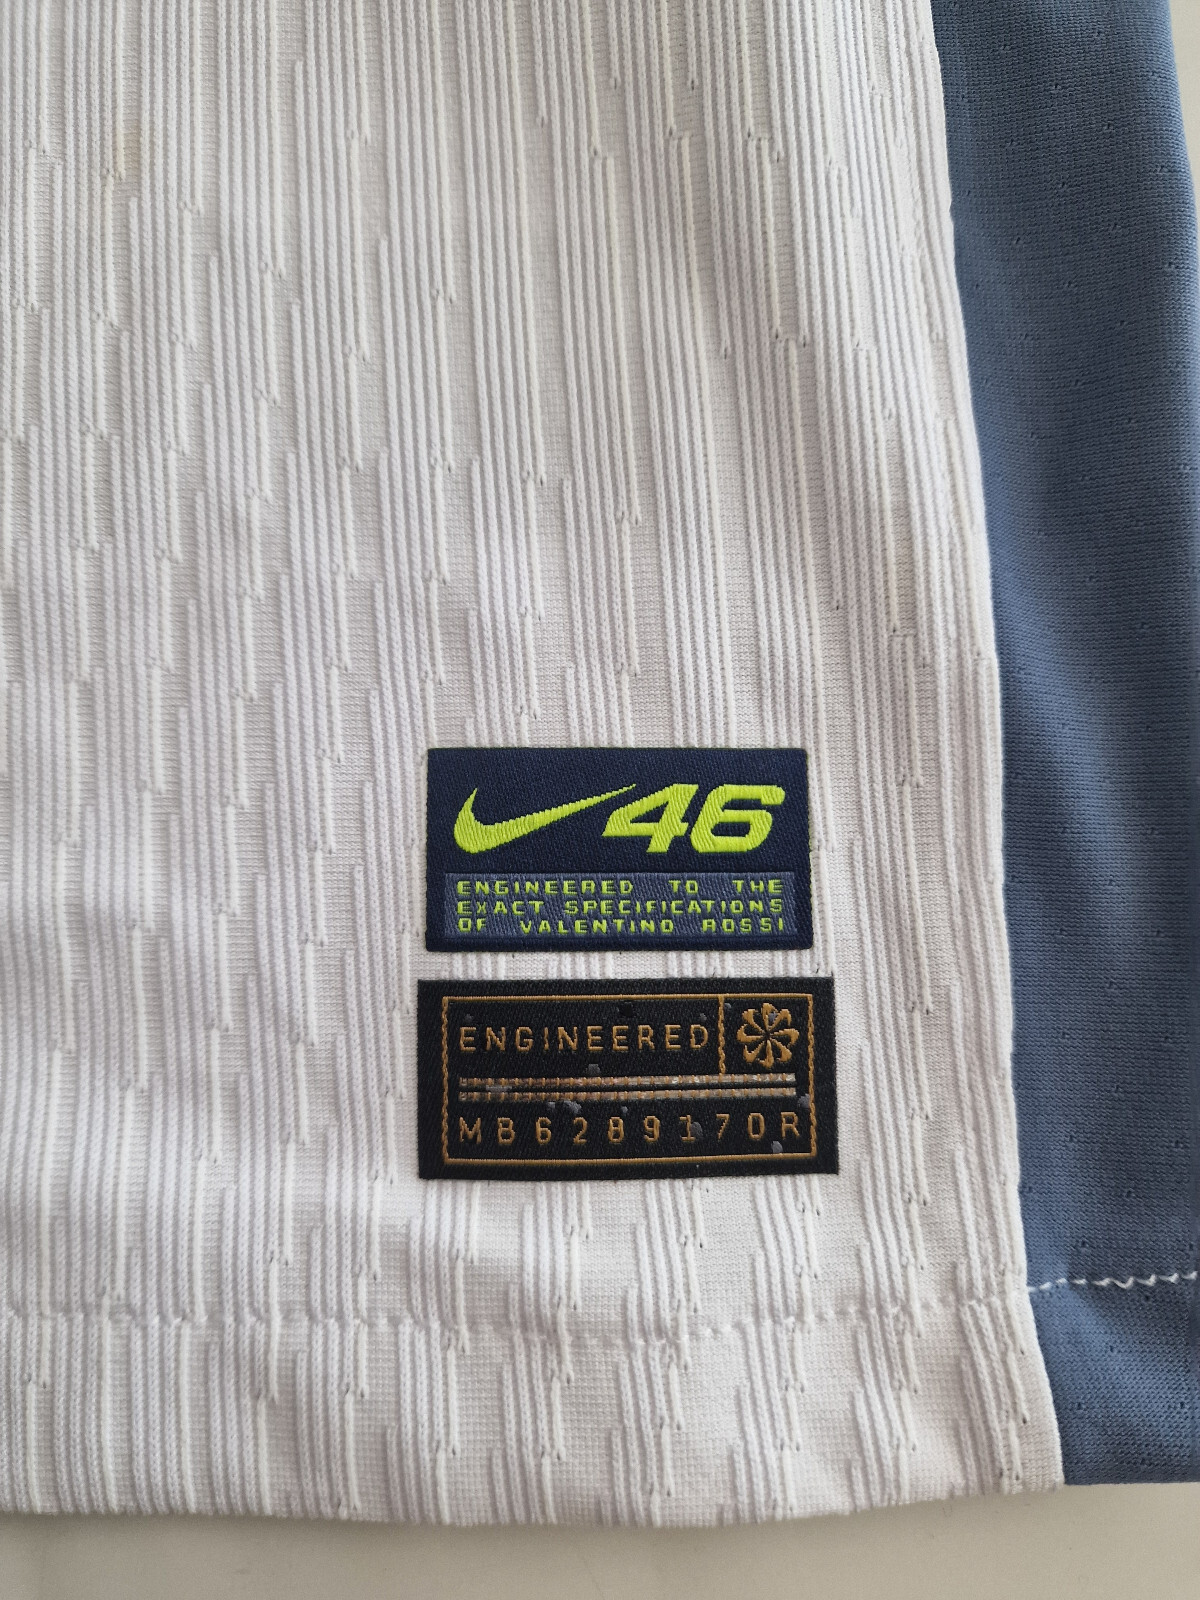 46
ENGINEERED TO THE
EXACT SPECIFICATIONS
OF VALENTINO ROSSI
ENGINEERED
MB6289170R